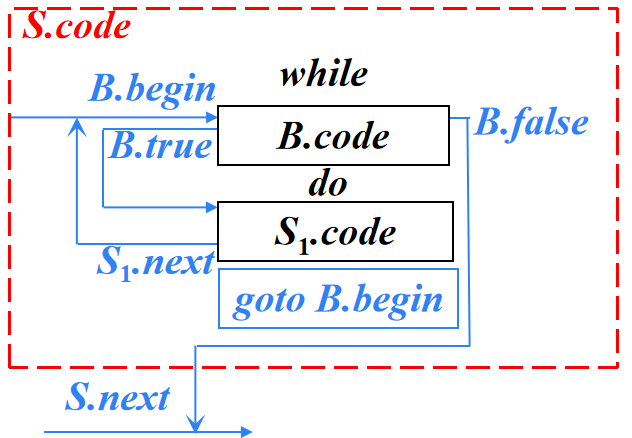 S.code
while
B.begin
B.code
B.false
B.true
do
S₁.code
S₁.next
goto B.begin
S.next